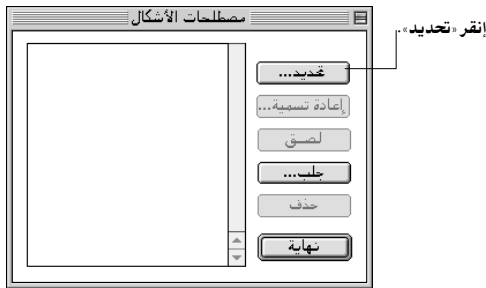 مصطلحات الأشكال
إنقر «تحديد».
تحديد...
إعادة تسمية...
لصق
جلب...
حذف
نهاية